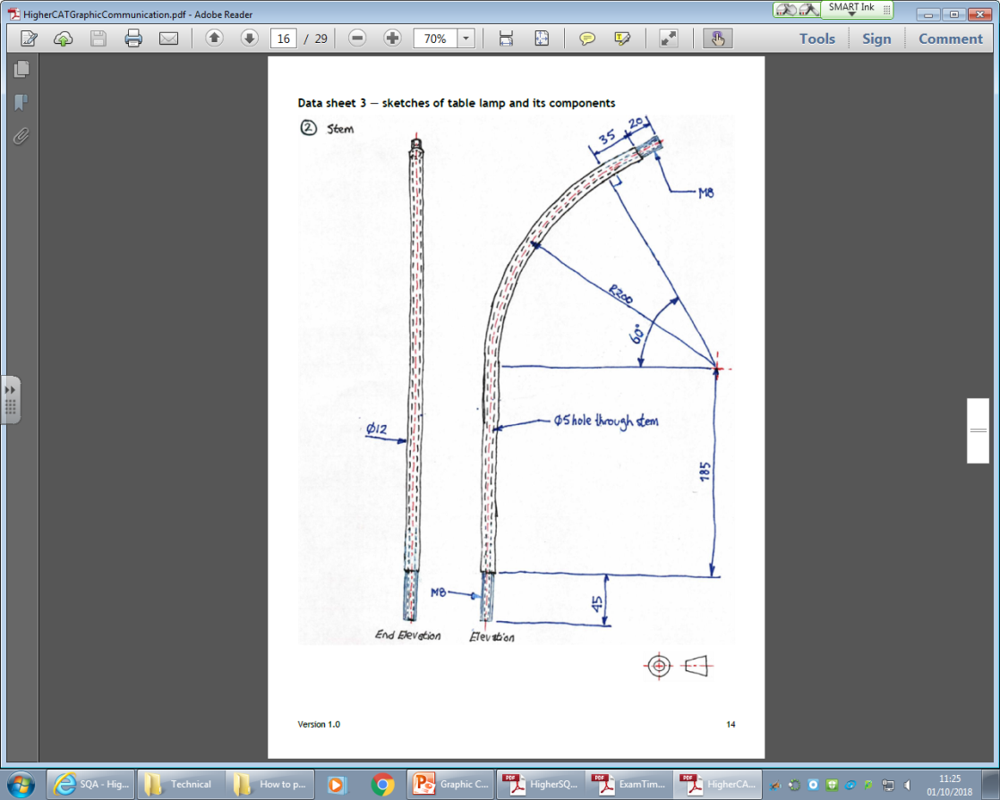 HigherCATGraphicCommunication.pdf - Adobe Reader
SMART Ink
16 / 29
70%
Tools
Sign
Comment
Data sheet 3 — sketches of table lamp and its components
2 Stem
35
20
M8
R200
60°
Ø12
Ø5 hole through stem
185
M8
45
End Elevation
Elevation
Version 1.0
14
SQA - Hig...
Technical
How to p...
Graphic C...
HigherSQ...
ExamTim...
HigherCA...
11:25
01/10/2018